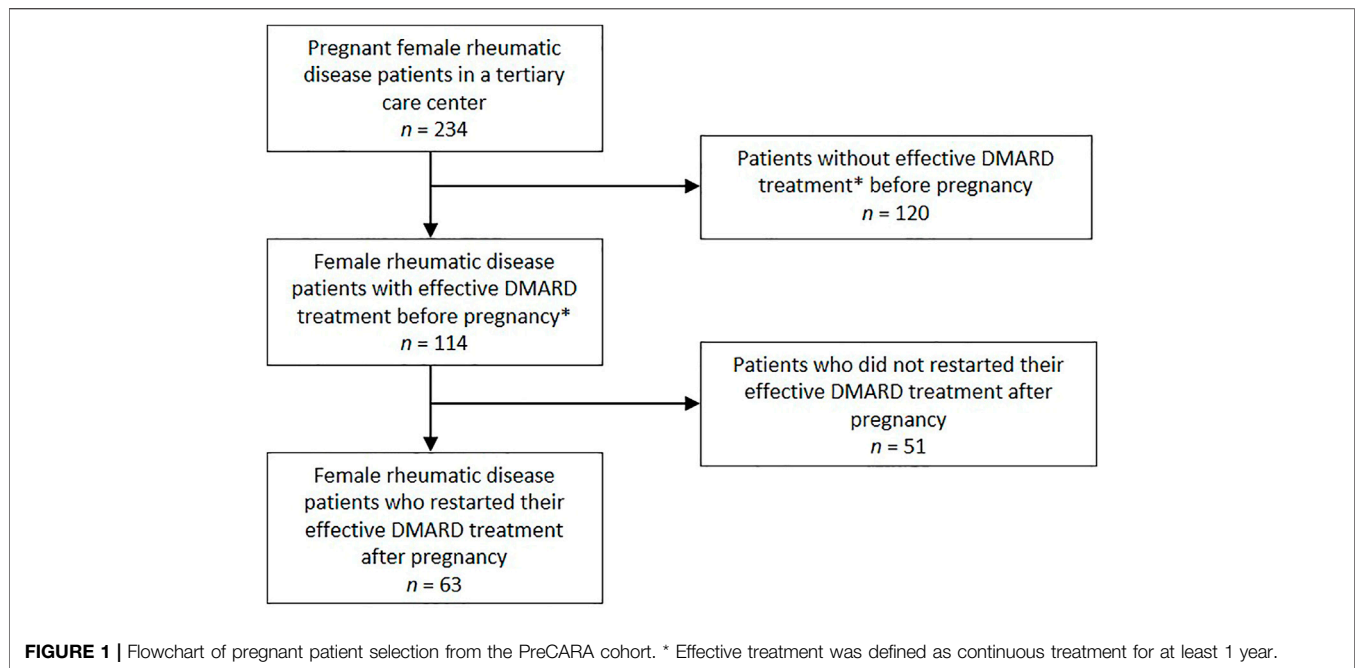 Pregnant female rheumatic
disease patients in a tertiary
care center
n = 234
Patients without effective DMARD
treatment* before pregnancy
n = 120
Female rheumatic disease
patients with effective DMARD
treatment before pregnancy*
n = 114
Patients who did not restarted their
effective DMARD treatment after
pregnancy
n = 51
Female rheumatic disease
patients who restarted their
effective DMARD treatment
after pregnancy
n = 63
FIGURE 1 | Flowchart of pregnant patient selection from the PreCARA cohort. * Effective treatment was defined as continuous treatment for at least 1 year.